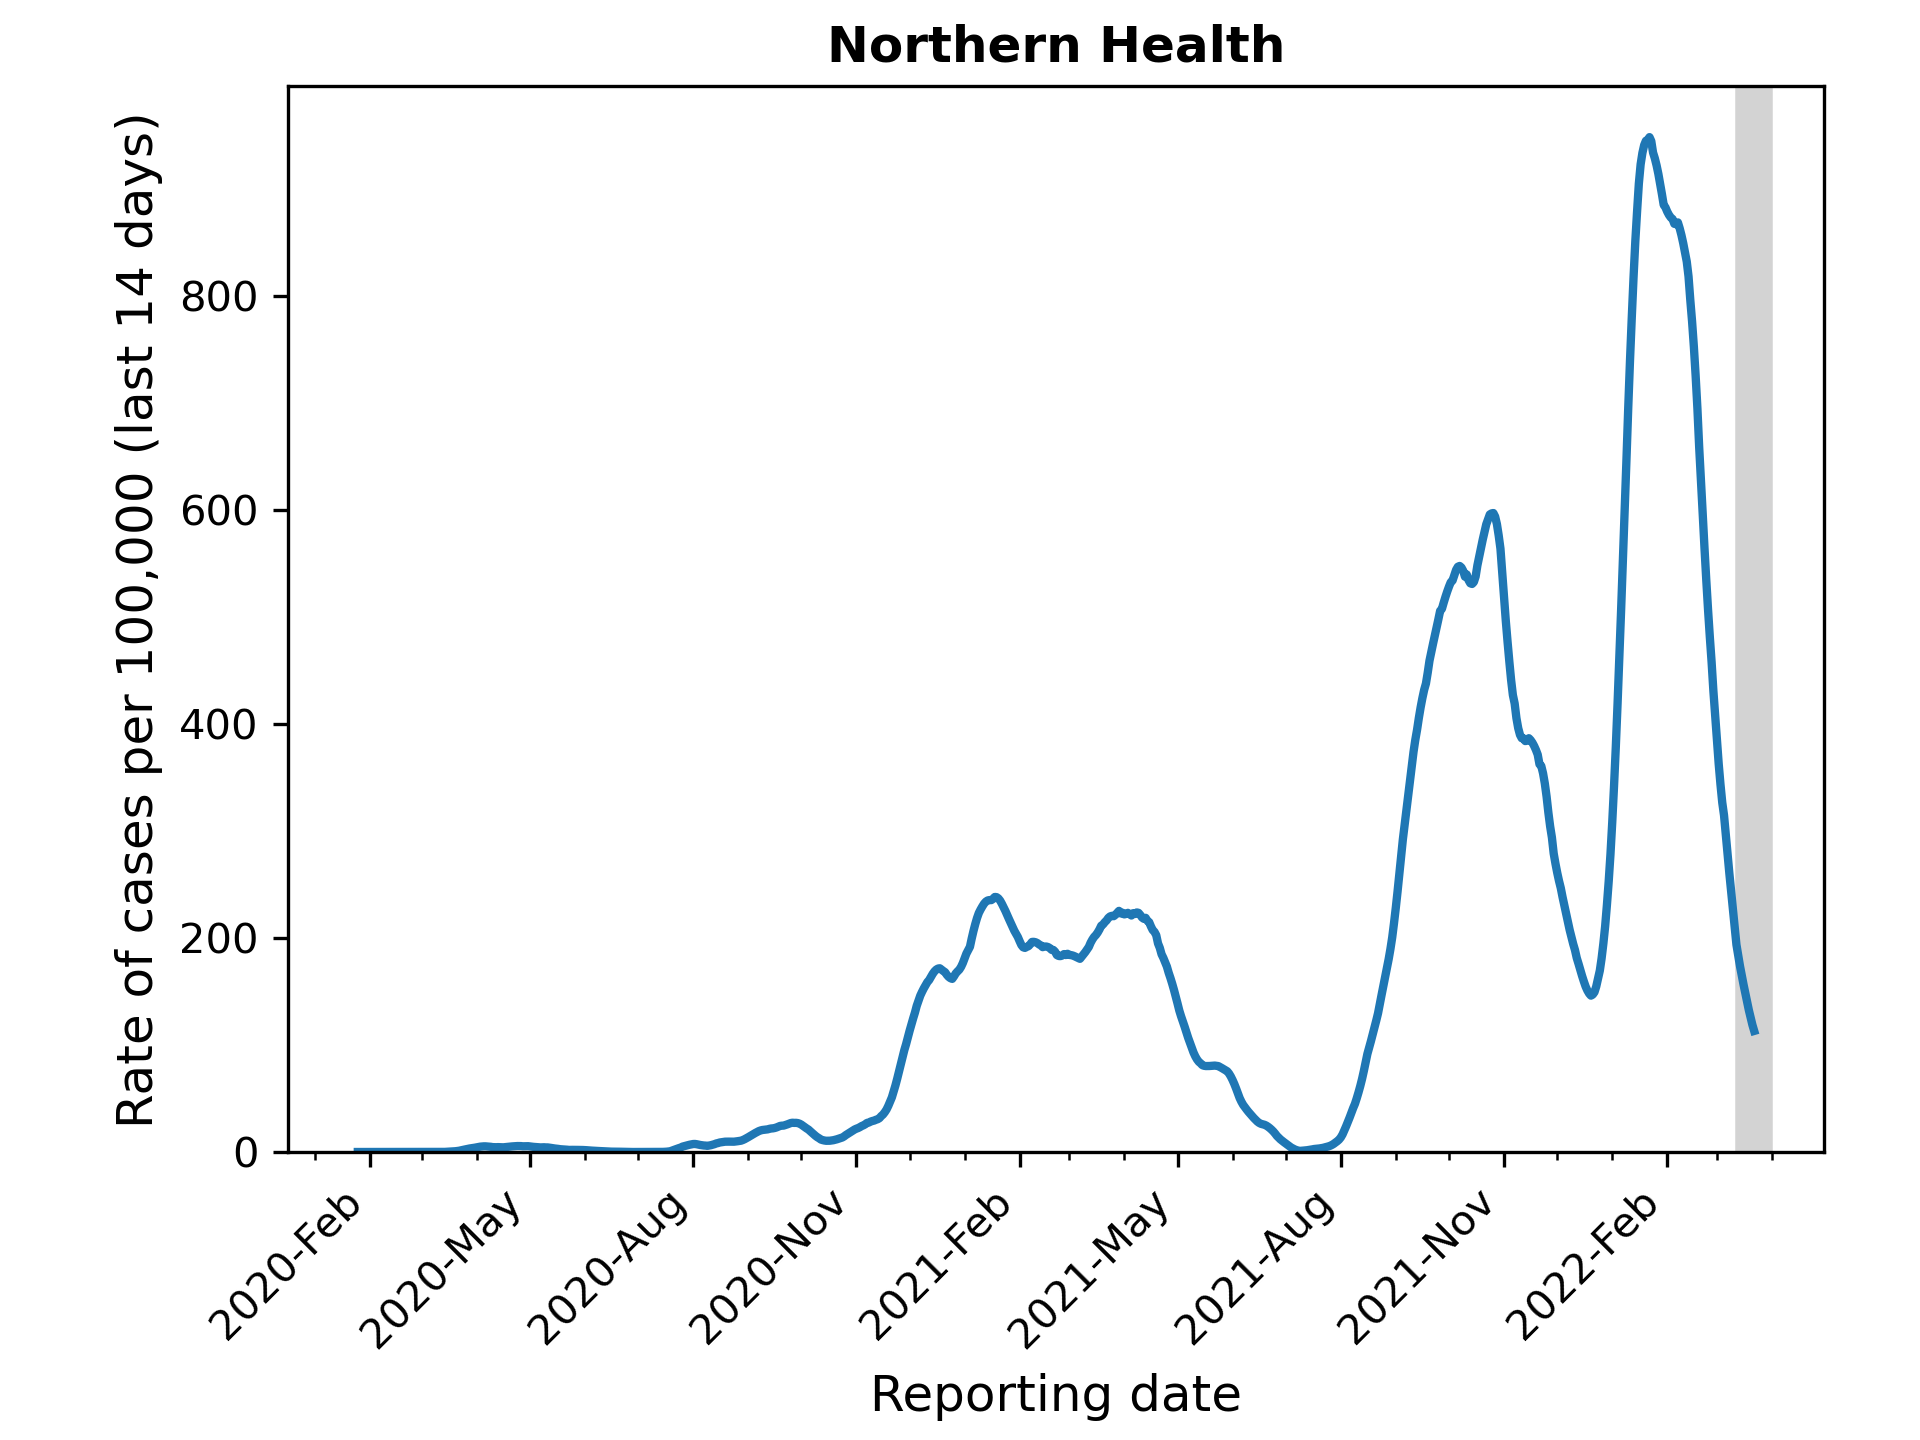 Northern Health
Rate of cases per 100,000 (last 14 days)
800
600
400
200
0
2020-Feb
2020-May
2020-Aug
2020-Nov
2021-Feb
2021-May
2021-Aug
2021-Nov
2022-Feb
Reporting date